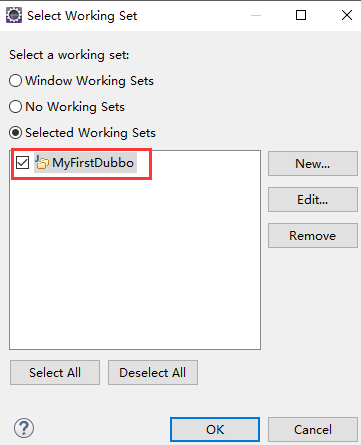 Select Working Set
Select a working set:
Window Working Sets
No Working Sets
Selected Working Sets
MyFirstDubbo
New...
Edit...
Remove
Select All
Deselect All
OK
Cancel